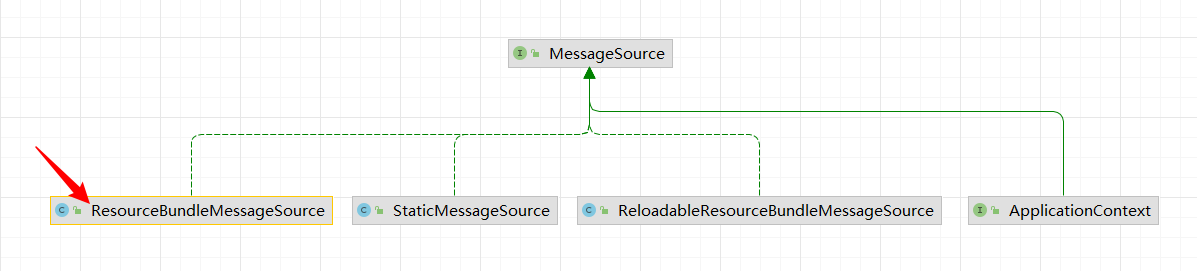 I MessageSource
C ResourceBundleMessageSource
C StaticMessageSource
C ReloadableResourceBundleMessageSource
I ApplicationContext